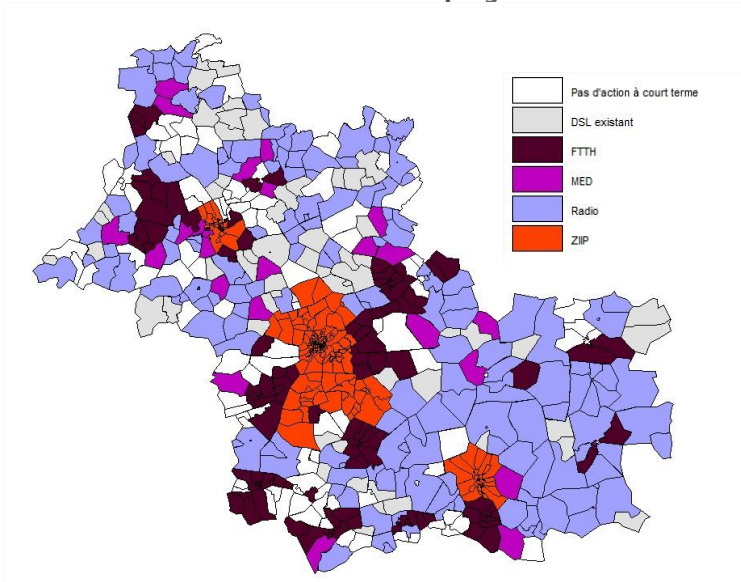 Pas d'action à court terme
DSL existant
FTTH
MED
Radio
ZIIP